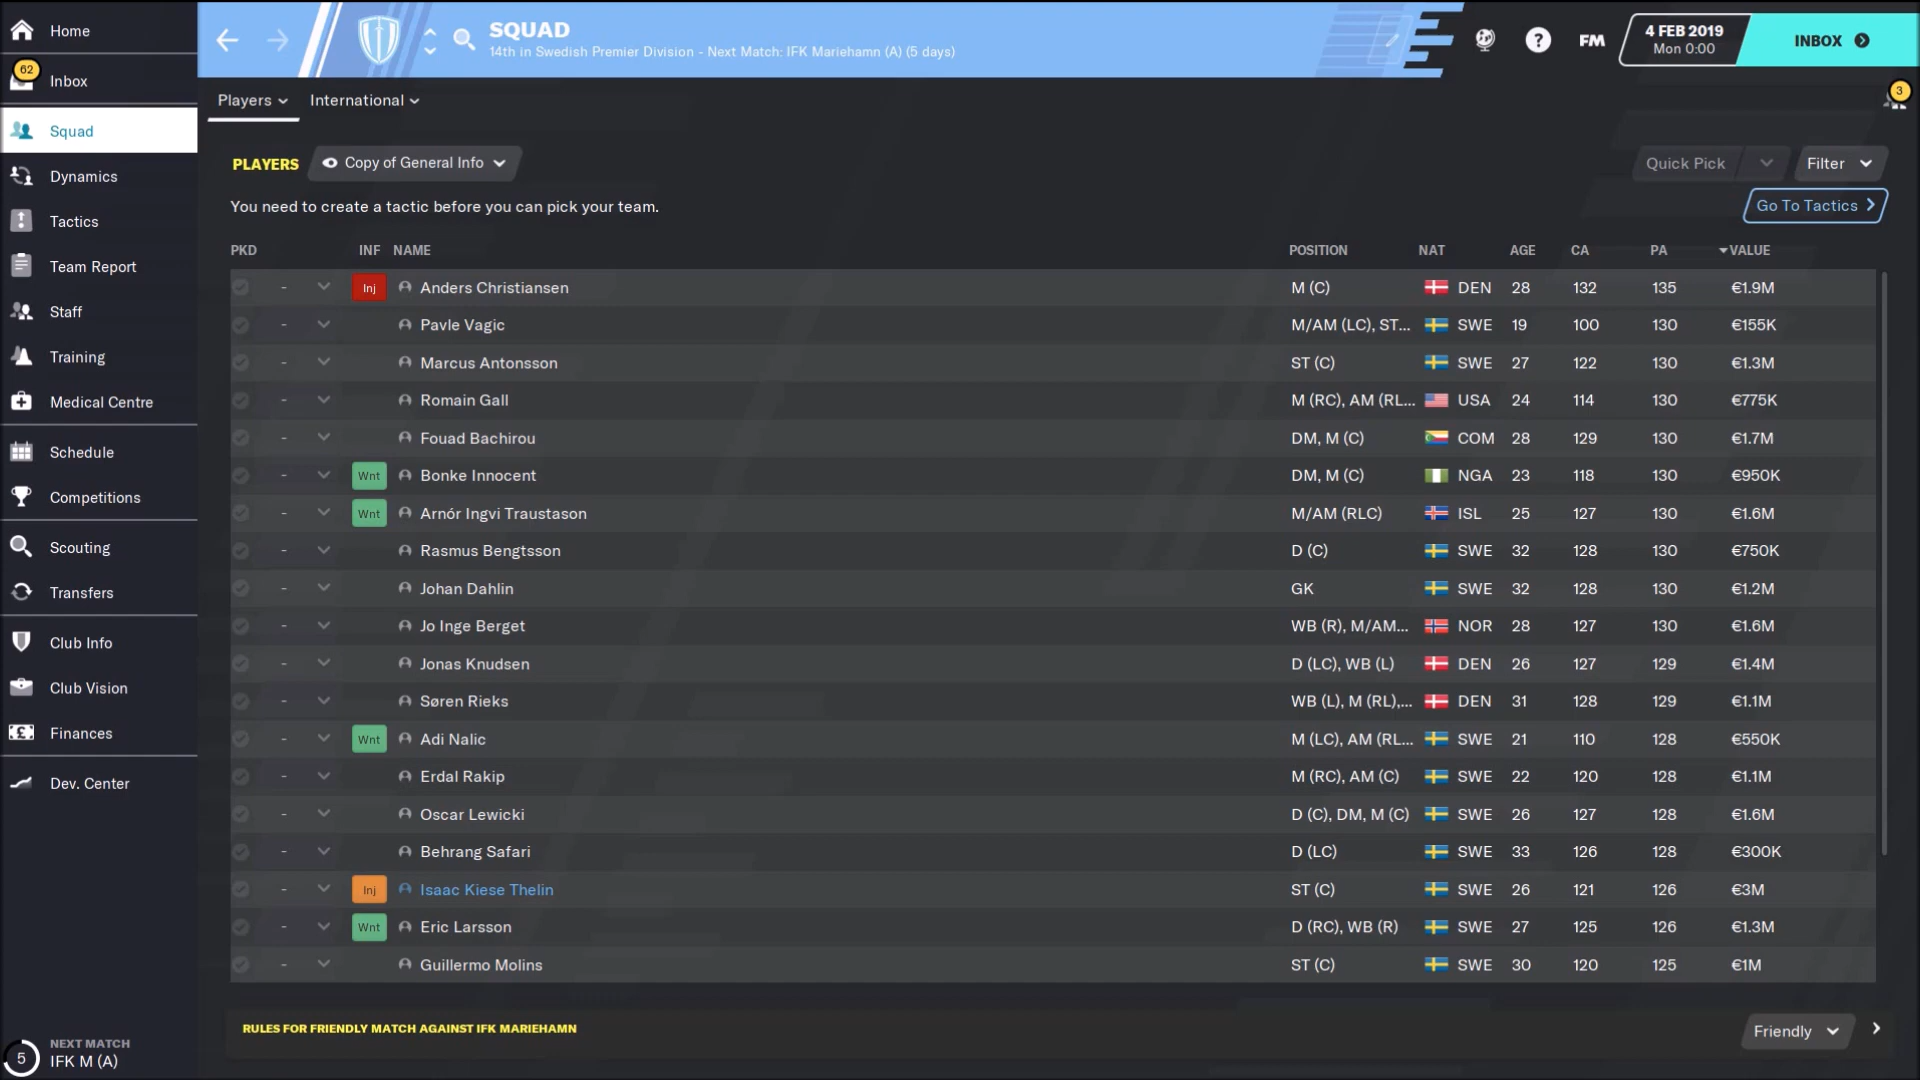 Home
62
Inbox
Squad
Dynamics
Tactics
Team Report
Staff
Training
Medical Centre
Schedule
Competitions
Scouting
Transfers
Club Info
Club Vision
Finances
Dev. Center
5
NEXT MATCH
IFK M (A)
SQUAD
14th in Swedish Premier Division - Next Match: IFK Mariehamn (A) (5 days)
?
FM
4 FEB 2019
Mon 0:00
INBOX
Players International
3
PLAYERS Copy of General Info
Quick Pick Filter
You need to create a tactic before you can pick your team.
Go To Tactics
PKD INF NAME POSITION NAT AGE CA PA VALUE
- Inj Anders Christiansen M (C) DEN 28 132 135 €1.9M
- Pavle Vagic M/AM (LC), ST... SWE 19 100 130 €155K
- Marcus Antonsson ST (C) SWE 27 122 130 €1.3M
- Romain Gall M (RC), AM (RL... USA 24 114 130 €775K
- Fouad Bachirou DM, M (C) COM 28 129 130 €1.7M
- Wnt Bonke Innocent DM, M (C) NGA 23 118 130 €950K
- Wnt Arnór Ingvi Traustason M/AM (RLC) ISL 25 127 130 €1.6M
- Rasmus Bengtsson D (C) SWE 32 128 130 €750K
- Johan Dahlin GK SWE 32 128 130 €1.2M
- Jo Inge Berget WB (R), M/AM... NOR 28 127 130 €1.6M
- Jonas Knudsen D (LC), WB (L) DEN 26 127 129 €1.4M
- Søren Rieks WB (L), M (RL),... DEN 31 128 129 €1.1M
- Wnt Adi Nalic M (LC), AM (RL... SWE 21 110 128 €550K
- Erdal Rakip M (RC), AM (C) SWE 22 120 128 €1.1M
- Oscar Lewicki D (C), DM, M (C) SWE 26 127 128 €1.6M
- Behrang Safari D (LC) SWE 33 126 128 €300K
- Inj Isaac Kiese Thelin ST (C) SWE 26 121 126 €3M
- Wnt Eric Larsson D (RC), WB (R) SWE 27 125 126 €1.3M
- Guillermo Molins ST (C) SWE 30 120 125 €1M
RULES FOR FRIENDLY MATCH AGAINST IFK MARIEHAMN
Friendly